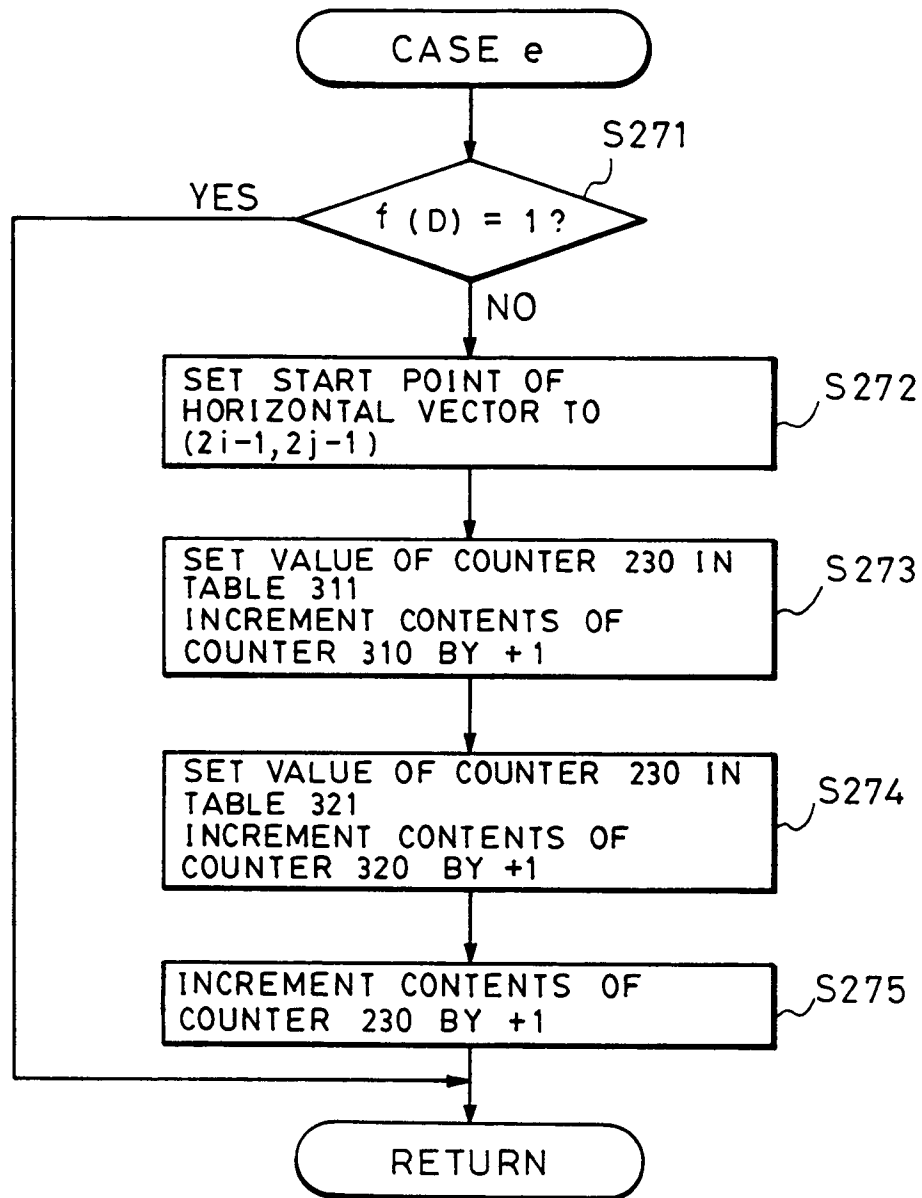 CASE e
S271
YES
f (D) = 1?
NO
SET START POINT OF
HORIZONTAL VECTOR TO
(2i-1,2j-1)
S272
SET VALUE OF COUNTER 230 IN
TABLE 311
INCREMENT CONTENTS OF
COUNTER 310 BY +1
S273
SET VALUE OF COUNTER 230 IN
TABLE 321
INCREMENT CONTENTS OF
COUNTER 320 BY +1
S274
INCREMENT CONTENTS OF
COUNTER 230 BY +1
S275
RETURN